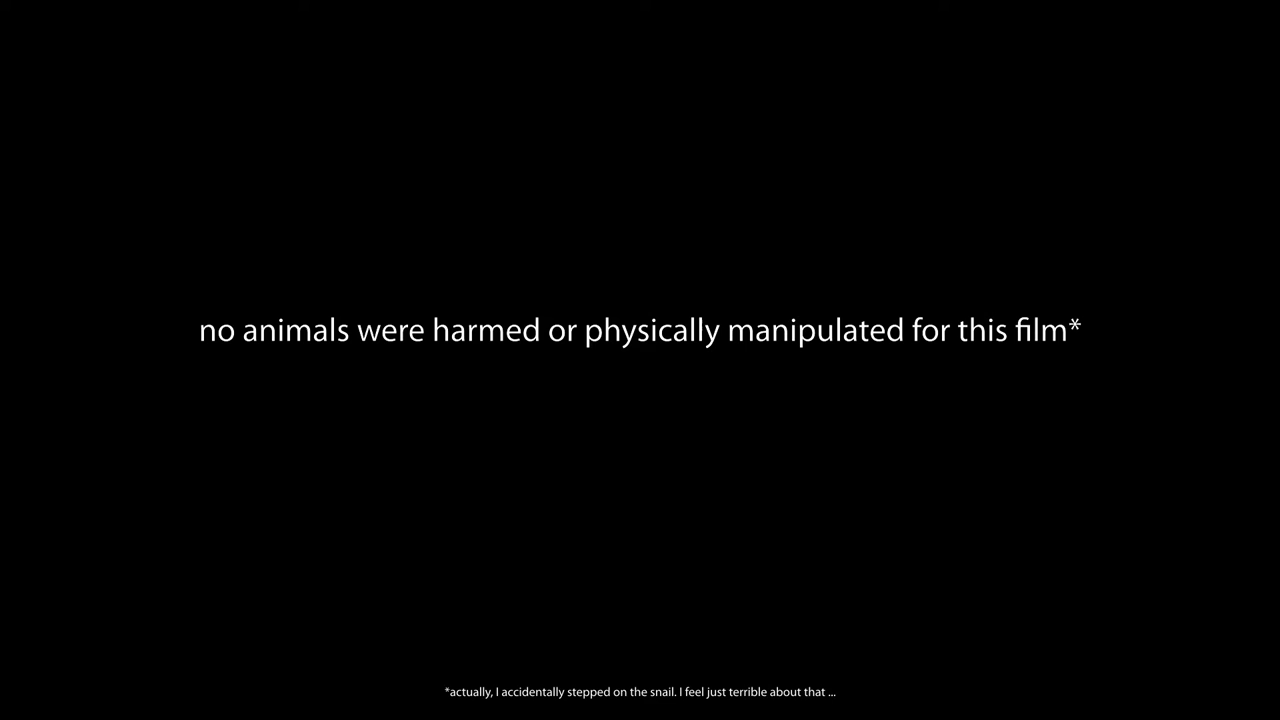 no animals were harmed or physically manipulated for this film*
*actually, I accidentally stepped on the snail. I feel just terrible about that ...